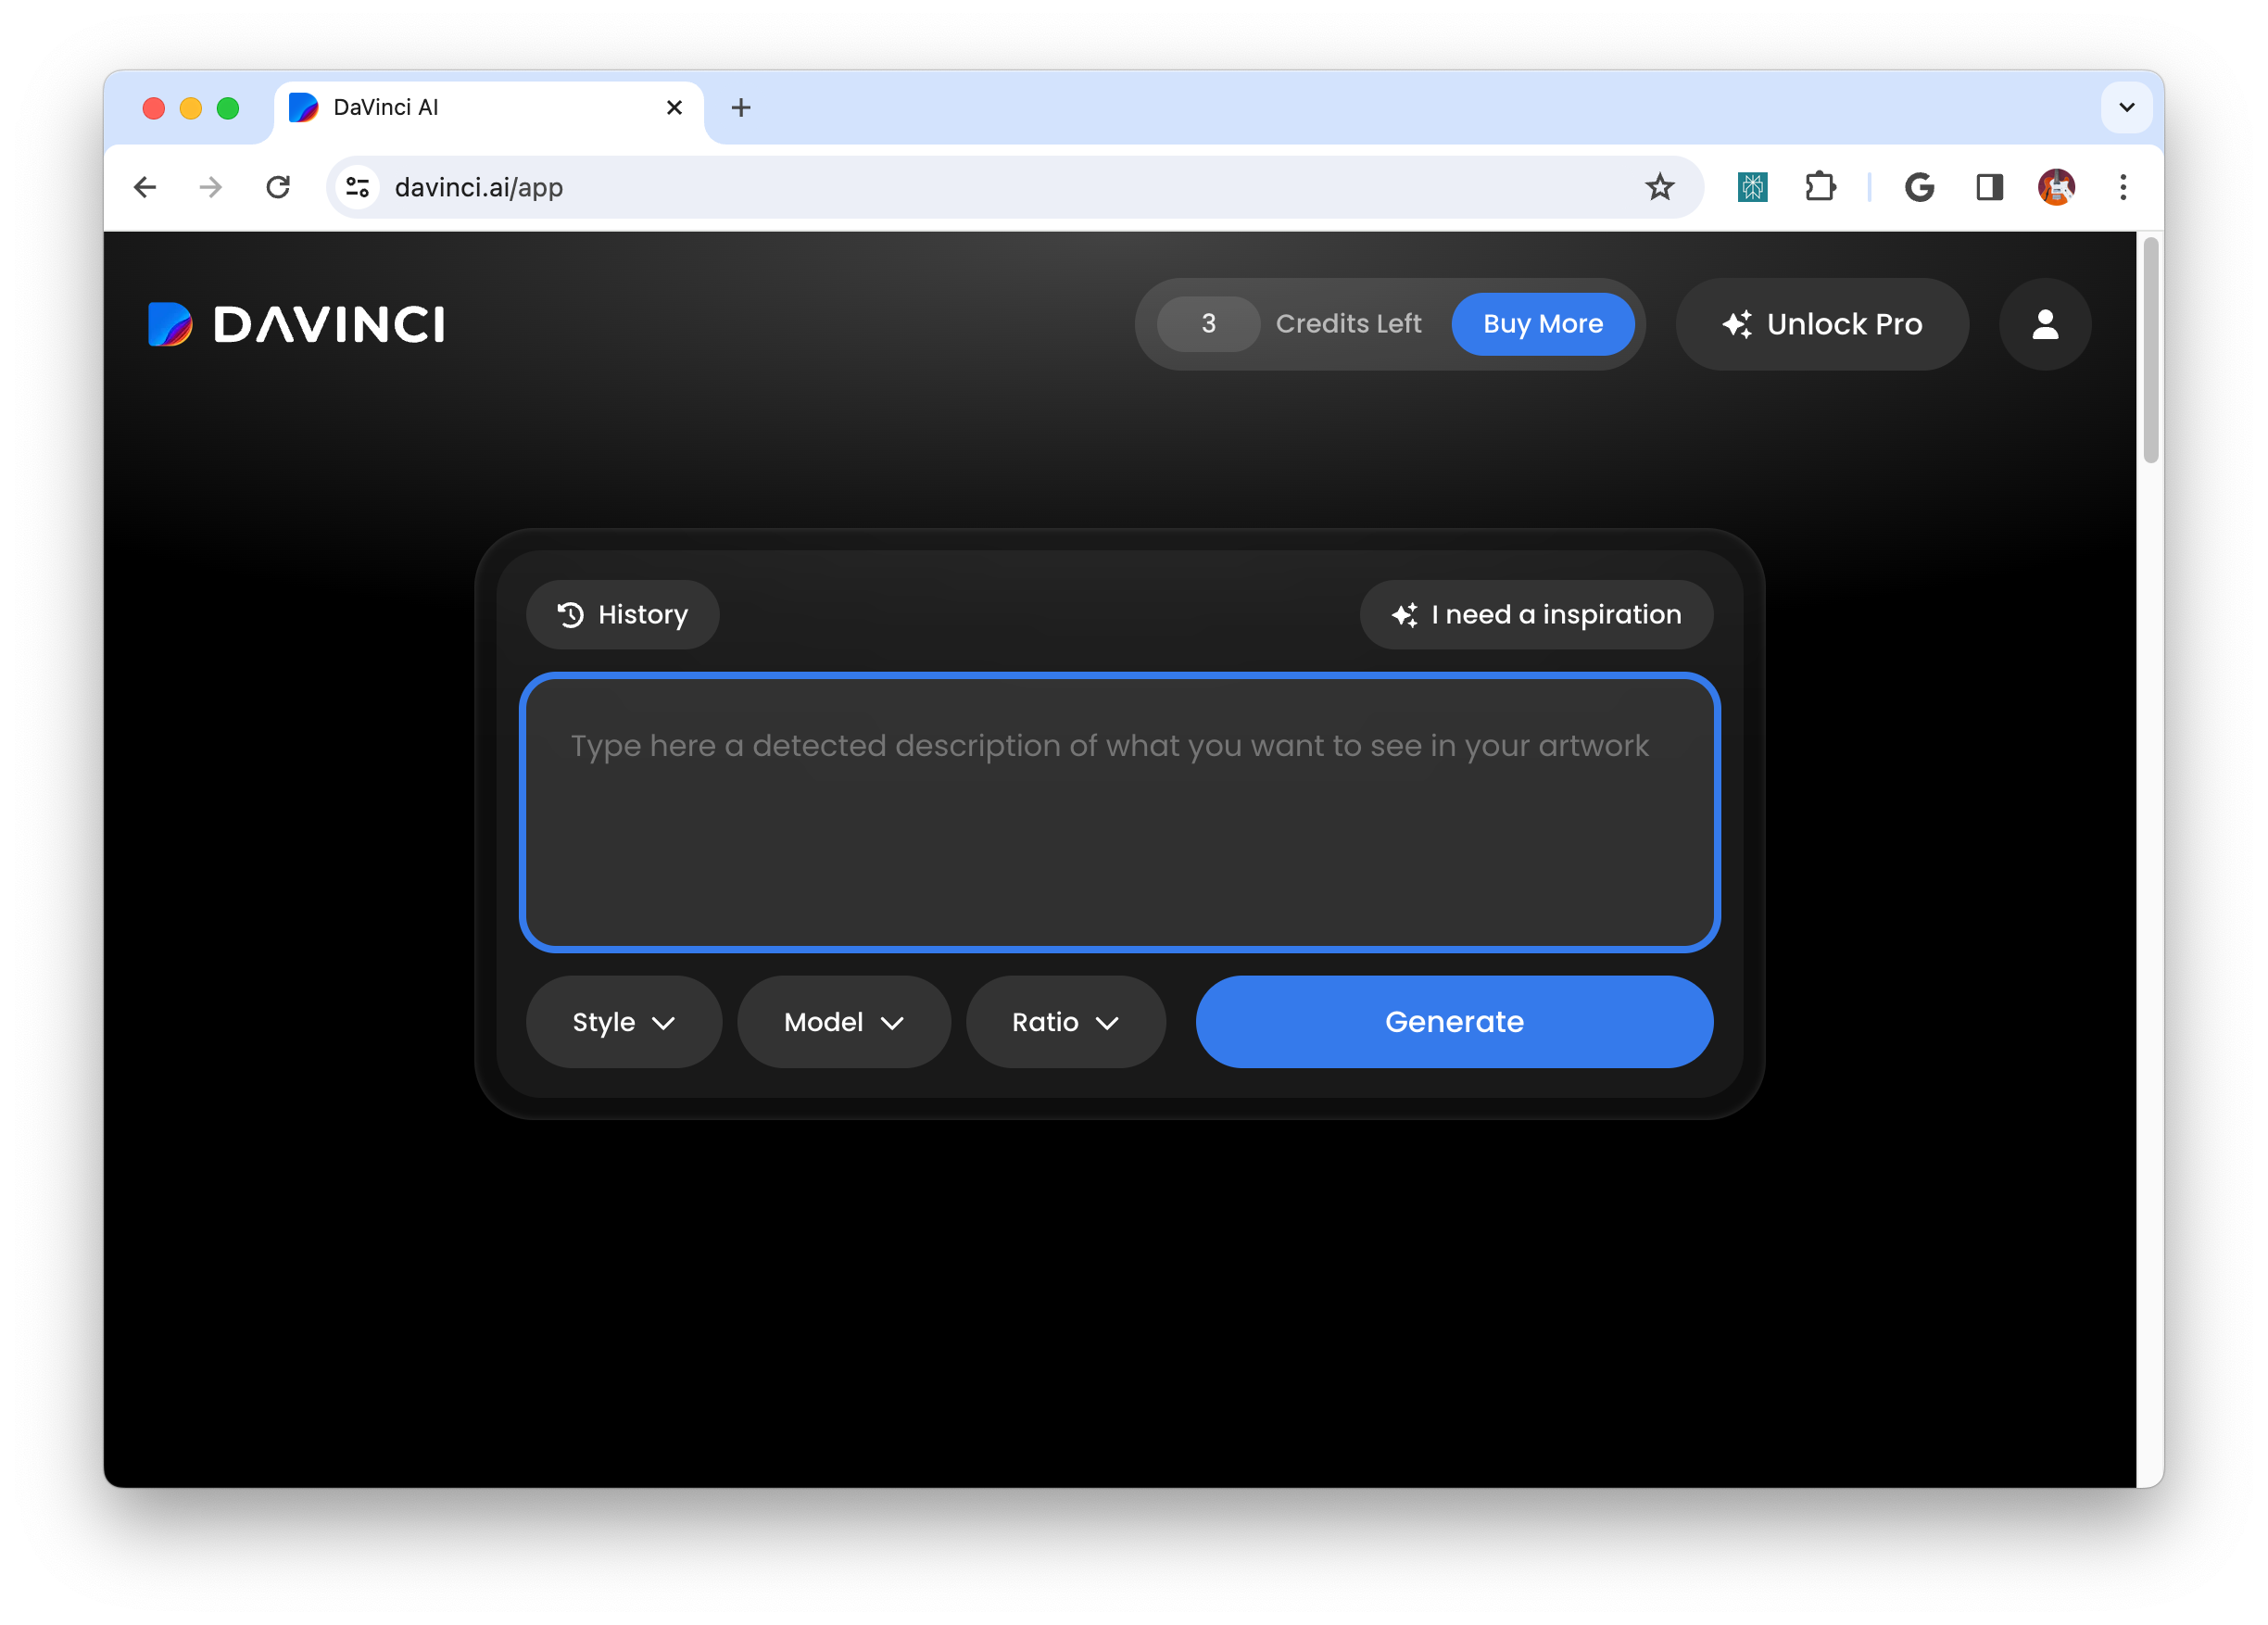 DaVinci AI
davinci.ai/app
DAVINCI
3 Credits Left Buy More Unlock Pro
History I need a inspiration
Type here a detected description of what you want to see in your artwork
Style Model Ratio Generate